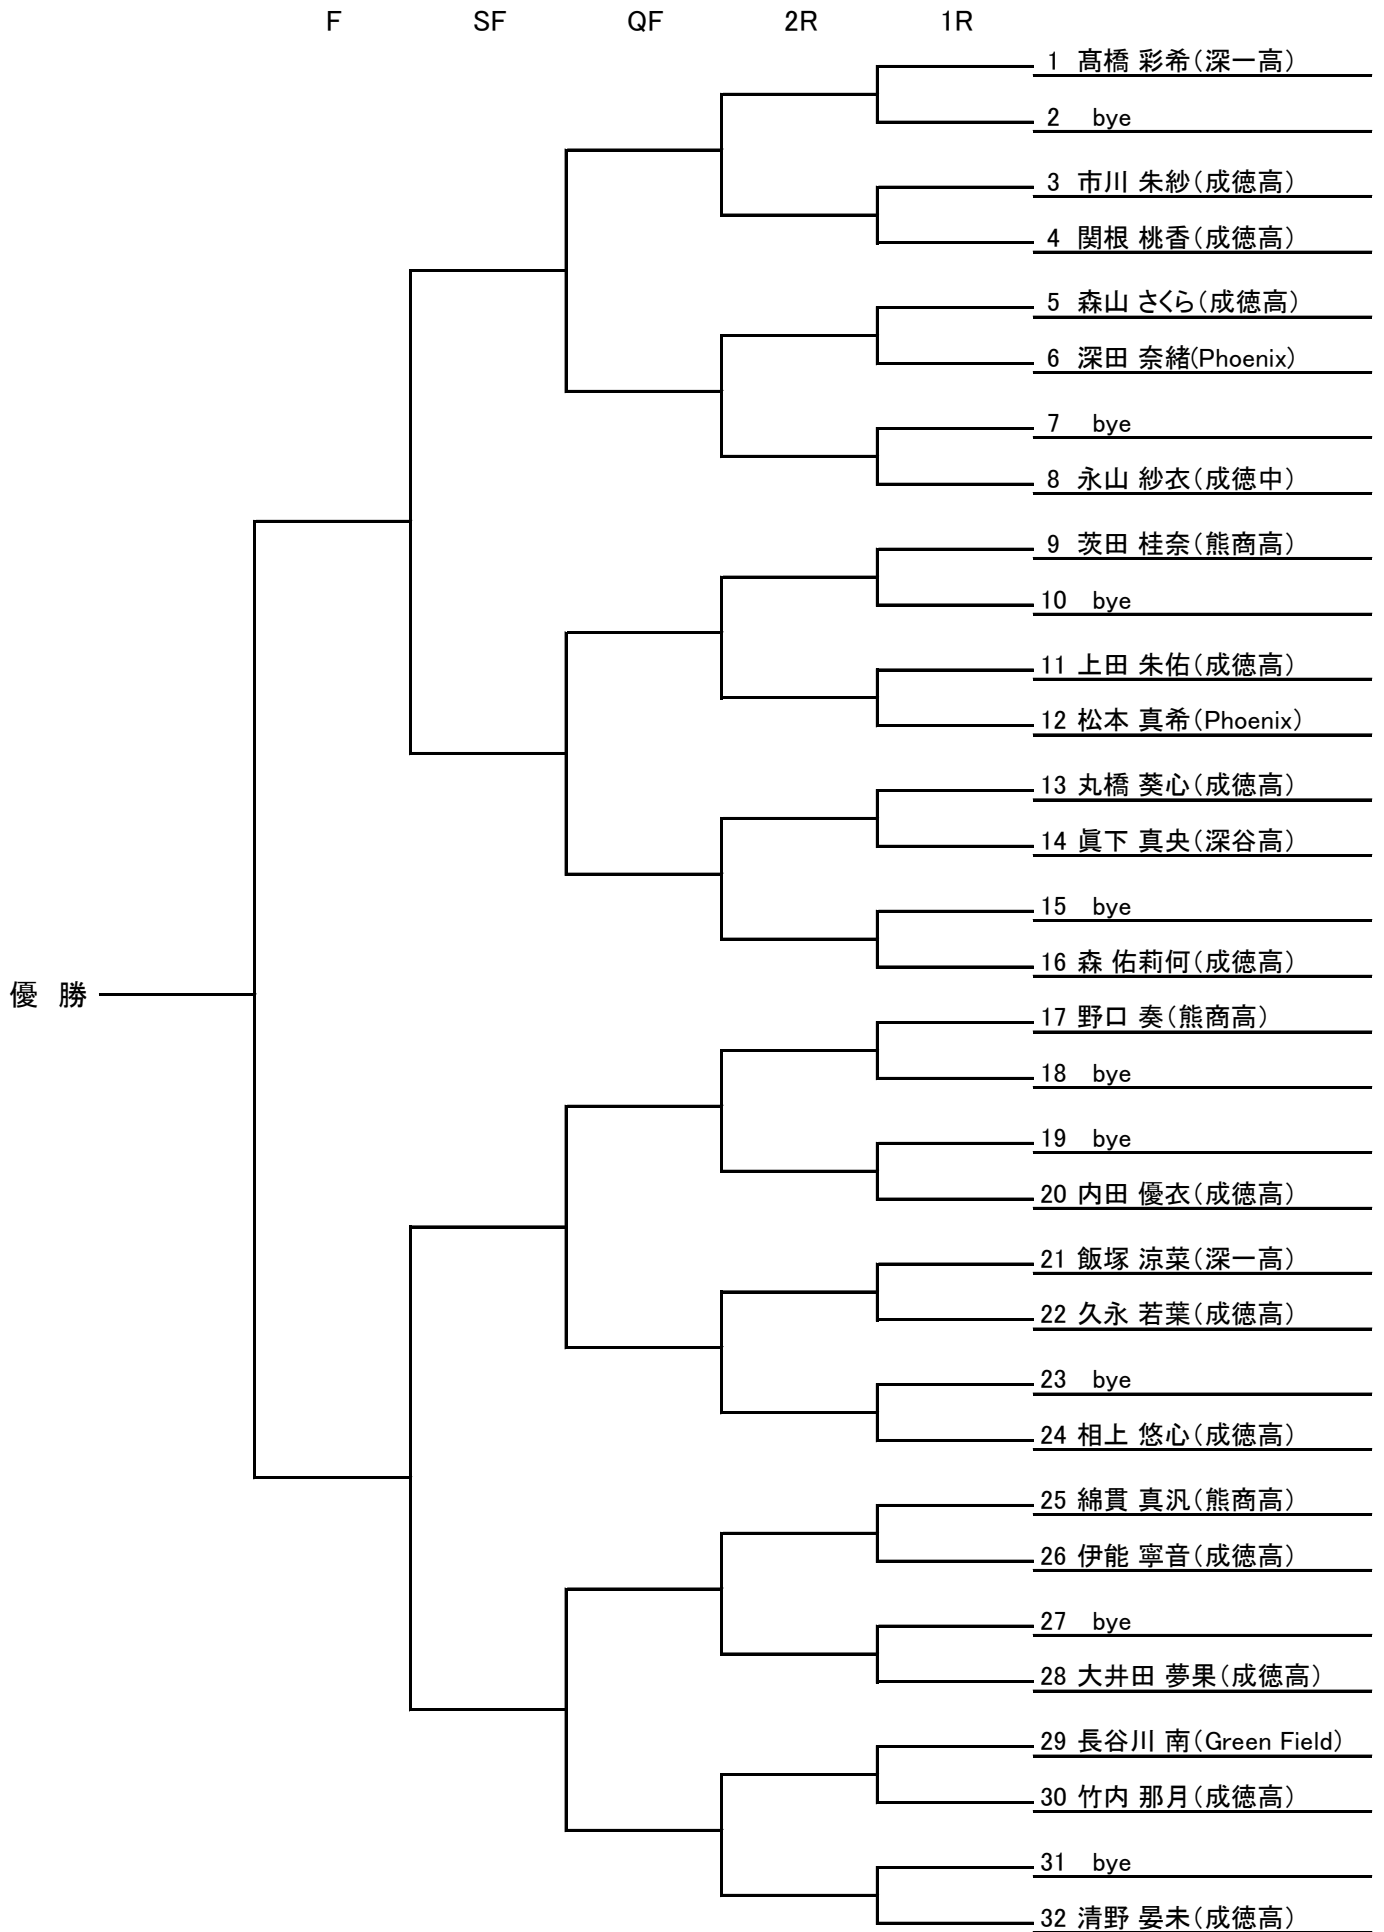 F SF QF 2R 1R
1 髙橋 彩希（深一高）
2 bye
3 市川 朱紗（成徳高）
4 関根 桃香（成徳高）
5 森山 さくら（成徳高）
6 深田 奈緒(Phoenix)
7 bye
8 永山 紗衣（成徳中）
9 茨田 桂奈（熊商高）
10 bye
11 上田 朱佑（成徳高）
12 松本 真希（Phoenix）
13 丸橋 葵心（成徳高）
14 眞下 真央（深谷高）
15 bye
16 森 佑莉何（成徳高）
優 勝
17 野口 奏（熊商高）
18 bye
19 bye
20 内田 優衣（成徳高）
21 飯塚 涼菜（深一高）
22 久永 若葉（成徳高）
23 bye
24 相上 悠心（成徳高）
25 綿貫 真汎（熊商高）
26 伊能 寧音（成徳高）
27 bye
28 大井田 夢果（成徳高）
29 長谷川 南（Green Field）
30 竹内 那月（成徳高）
31 bye
32 清野 晏未（成徳高）